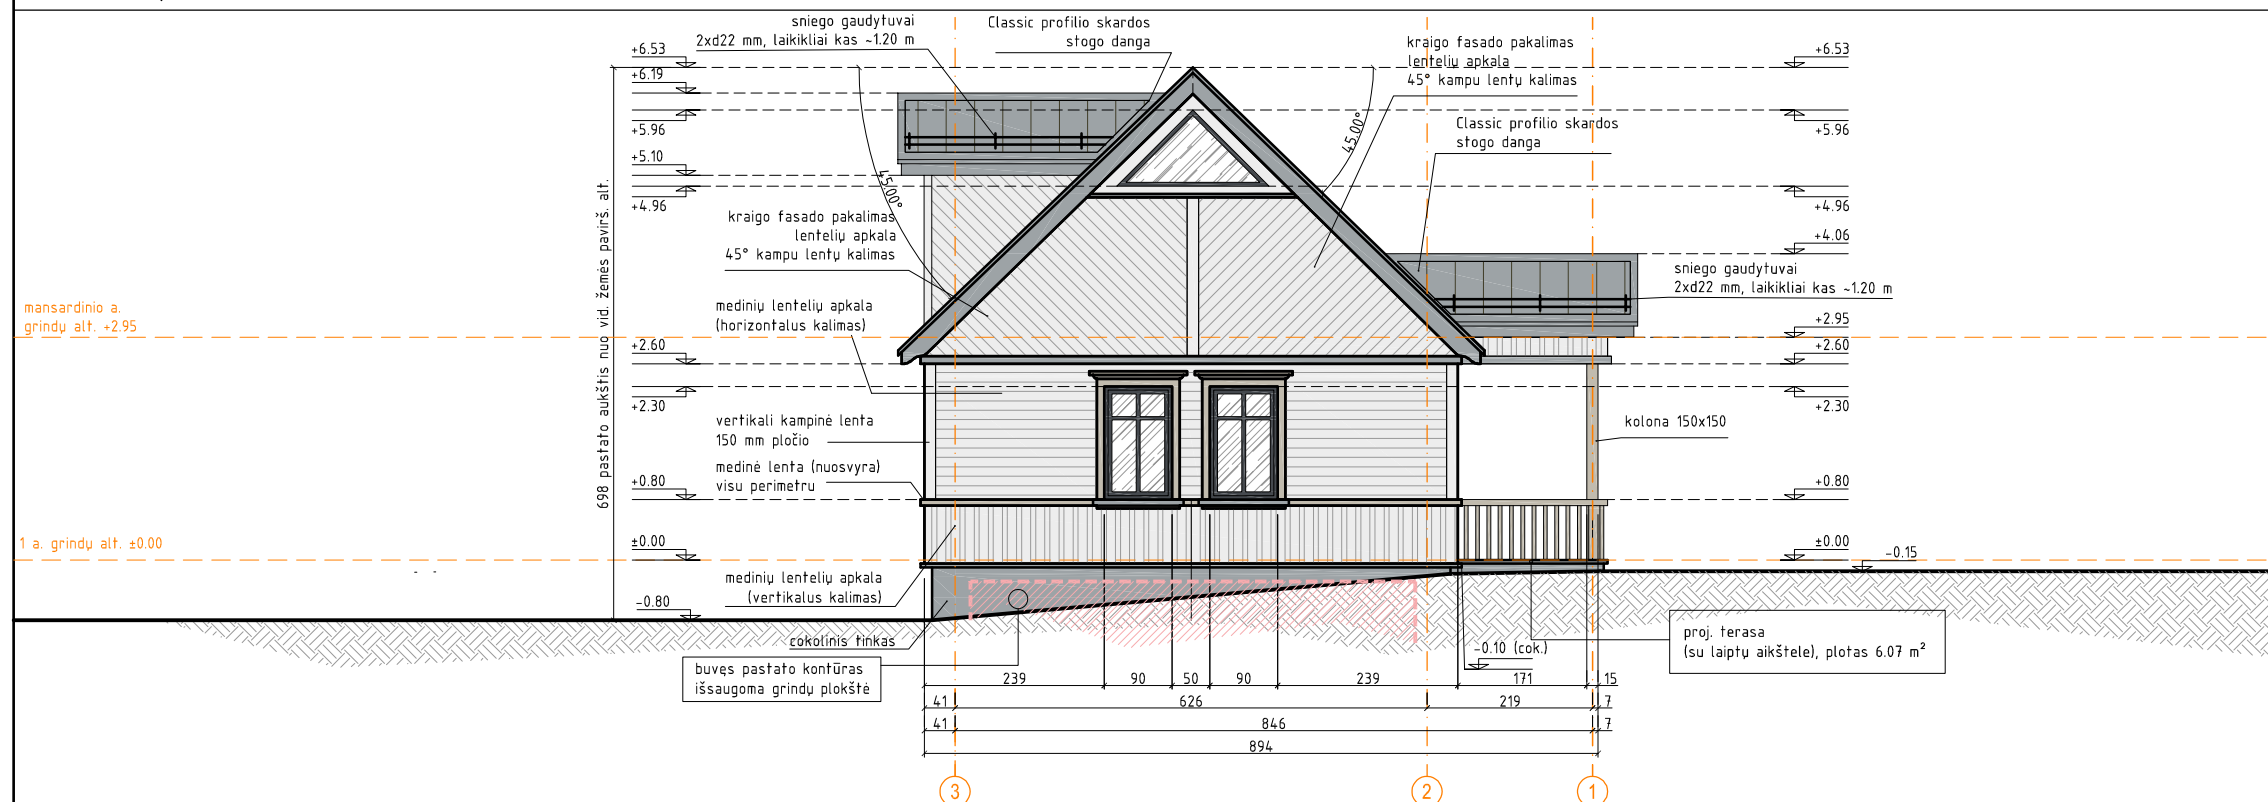 sniego gaudytuvai
2xd22 mm, laikikliai kas ~1.20 m
Classic profilio skardos
stogo danga
kraigo fasado pakalimas
lentelių apkala
45° kampu lentų kalimas
Classic profilio skardos
stogo danga
sniego gaudytuvai
2xd22 mm, laikikliai kas ~1.20 m
+6.53
+6.19
+5.96
+5.10
+4.96
+2.60
+2.30
+0.80
±0.00
-0.80
698 pastato aukštis nuo vid. žemės pavirš. alt.
45.00°
45.00°
kraigo fasado pakalimas
lentelių apkala
45° kampu lentų kalimas
medinių lentelių apkala
(horizontalus kalimas)
vertikali kampinė lenta
150 mm pločio
medinė lenta (nuosvyra)
visu perimetru
medinių lentelių apkala
(vertikalus kalimas)
cokolinis tinkas
buvęs pastato kontūras
išsaugoma grindų plokštė
mansardinio a.
grindų alt. +2.95
1 a. grindų alt. ±0.00
+6.53
+5.96
+4.96
+4.06
+2.95
+2.60
+2.30
+0.80
±0.00
-0.15
kolona 150x150
proj. terasa
(su laiptų aikštele), plotas 6.07 m²
-0.10 (cok.)
239 90 50 90 239 171 15
41 626 219 7
41 846 7
894
3 2 1